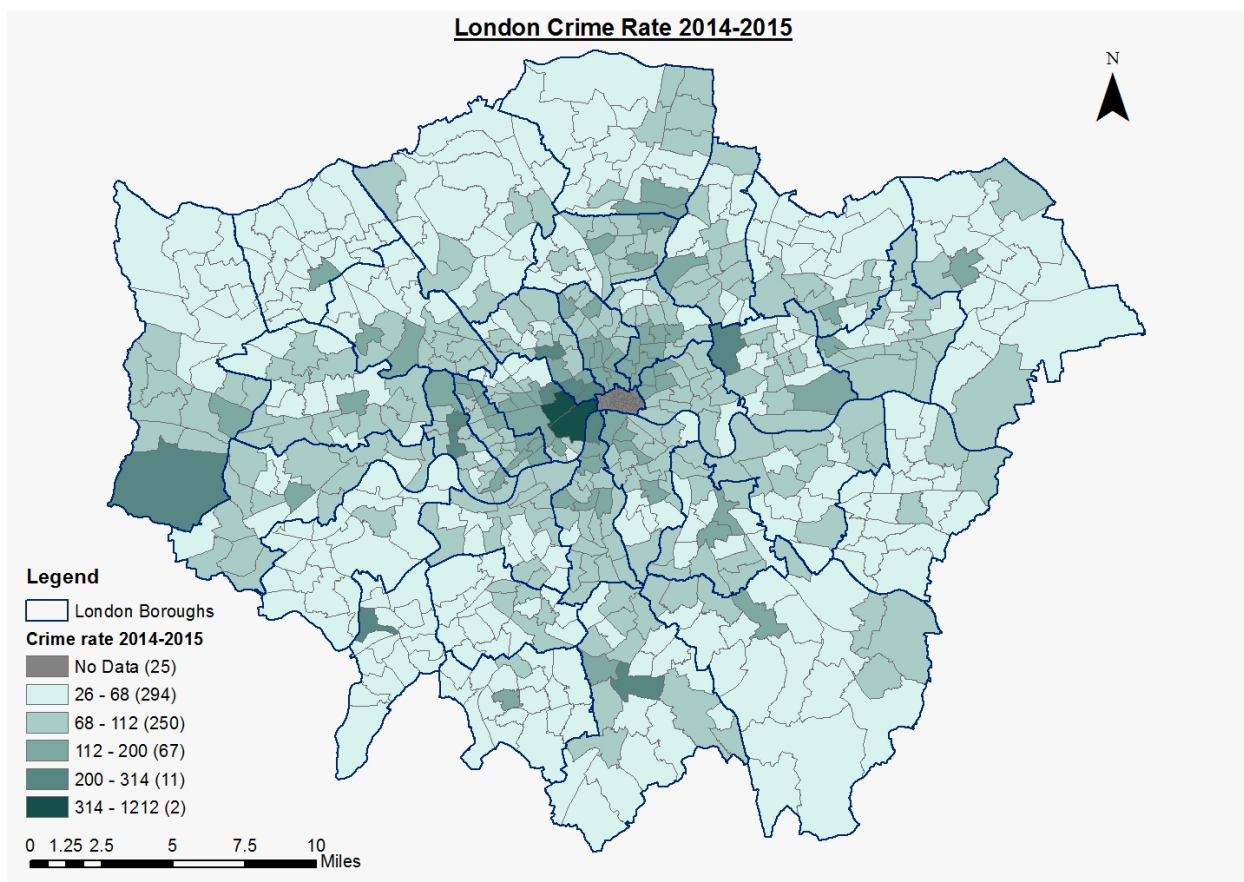 London Crime Rate 2014-2015
N
Legend
London Boroughs
Crime rate 2014-2015
No Data (25)
26 - 68 (294)
68 - 112 (250)
112 - 200 (67)
200 - 314 (11)
314 - 1212 (2)
0 1.25 2.5 5 7.5 10
Miles